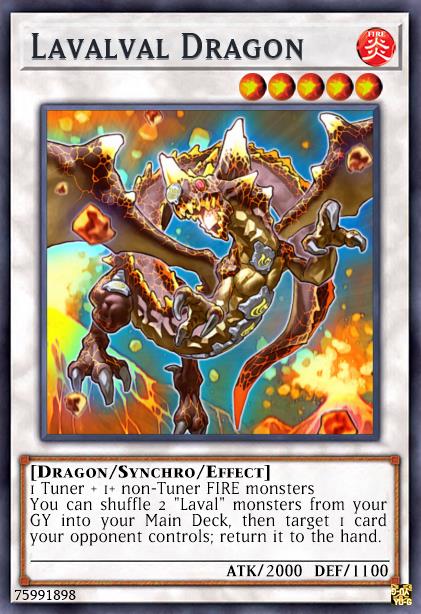 LAVALVAL DRAGON
FIRE
炎
[DRAGON/SYNCHRO/EFFECT]
1 Tuner + 1+ non-Tuner FIRE monsters
You can shuffle 2 "Laval" monsters from your
GY into your Main Deck, then target 1 card
your opponent controls; return it to the hand.
ATK/2000 DEF/1100
75991898